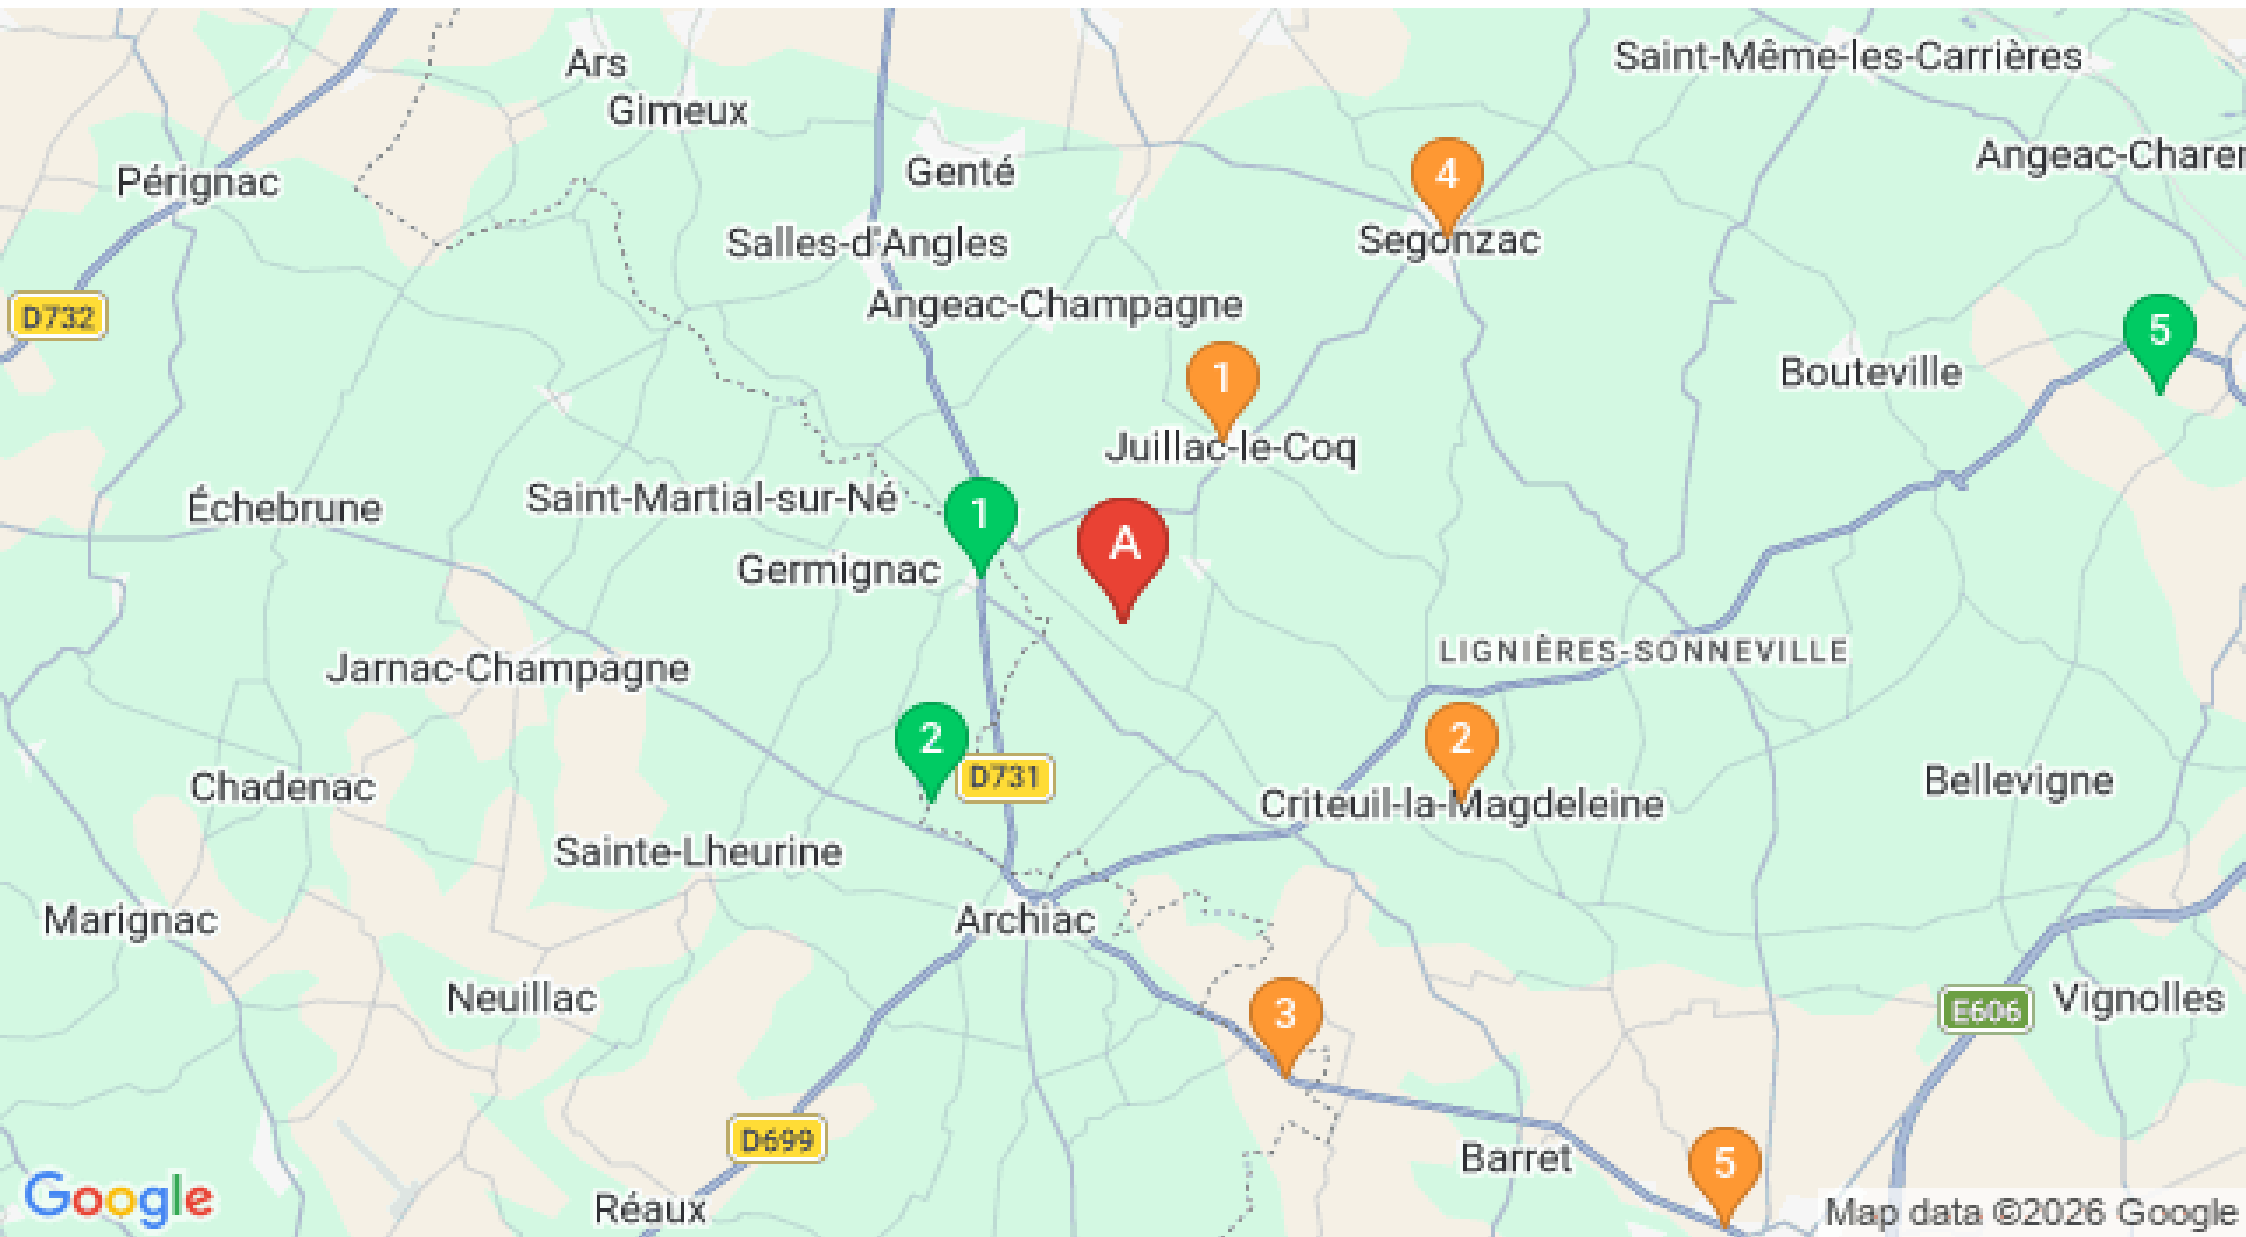 Ars
Saint-Même-les-Carrières
Gimeux
Angeac-Charen
4
Genté
Pérignac
Segonzac
Salles-d'Angles
Angeac-Champagne
D732
5
Bouteville
1
Juillac-le-Coq
Saint-Martial-sur-Né
Échebrune
1
A
Germignac
LIGNIÈRES-SONNEVILLE
Jarnac-Champagne
2
2
D731
Bellevigne
Chadenac
Criteuil-la-Magdeleine
Sainte-Lheurine
Marignac
Archiac
Neuillac
Vignolles
E606
3
D699
Barret
5
Google
Réaux
Map data ©2026 Google